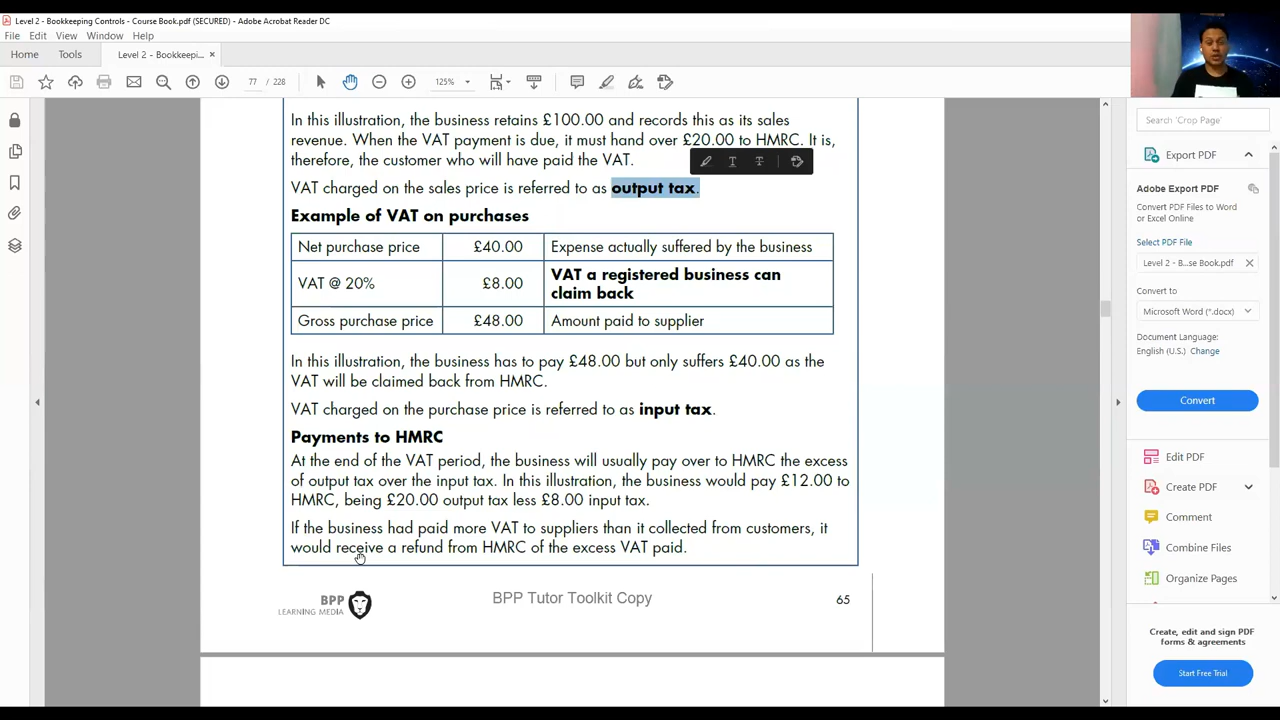 Level 2 - Bookkeeping Controls - Course Book.pdf (SECURED) - Adobe Acrobat Reader DC
File Edit View Window Help
Home Tools Level 2 - Bookkeepi... ×
77 / 228 125%
In this illustration, the business retains £100.00 and records this as its sales
revenue. When the VAT payment is due, it must hand over £20.00 to HMRC. It is,
therefore, the customer who will have paid the VAT.
VAT charged on the sales price is referred to as output tax.
Example of VAT on purchases
Net purchase price £40.00 Expense actually suffered by the business
VAT @ 20% £8.00 VAT a registered business can
claim back
Gross purchase price £48.00 Amount paid to supplier
In this illustration, the business has to pay £48.00 but only suffers £40.00 as the
VAT will be claimed back from HMRC.
VAT charged on the purchase price is referred to as input tax.
Payments to HMRC
At the end of the VAT period, the business will usually pay over to HMRC the excess
of output tax over the input tax. In this illustration, the business would pay £12.00 to
HMRC, being £20.00 output tax less £8.00 input tax.
If the business had paid more VAT to suppliers than it collected from customers, it
would receive a refund from HMRC of the excess VAT paid.
BPP
LEARNING MEDIA
BPP Tutor Toolkit Copy
65
Search 'Crop Page'
Export PDF
Adobe Export PDF
Convert PDF Files to Word
or Excel Online
Select PDF File
Level 2 - B...se Book.pdf ×
Convert to
Microsoft Word (*.docx)
Document Language:
English (U.S.) Change
Convert
Edit PDF
Create PDF
Comment
Combine Files
Organize Pages
Create, edit and sign PDF
forms & agreements
Start Free Trial